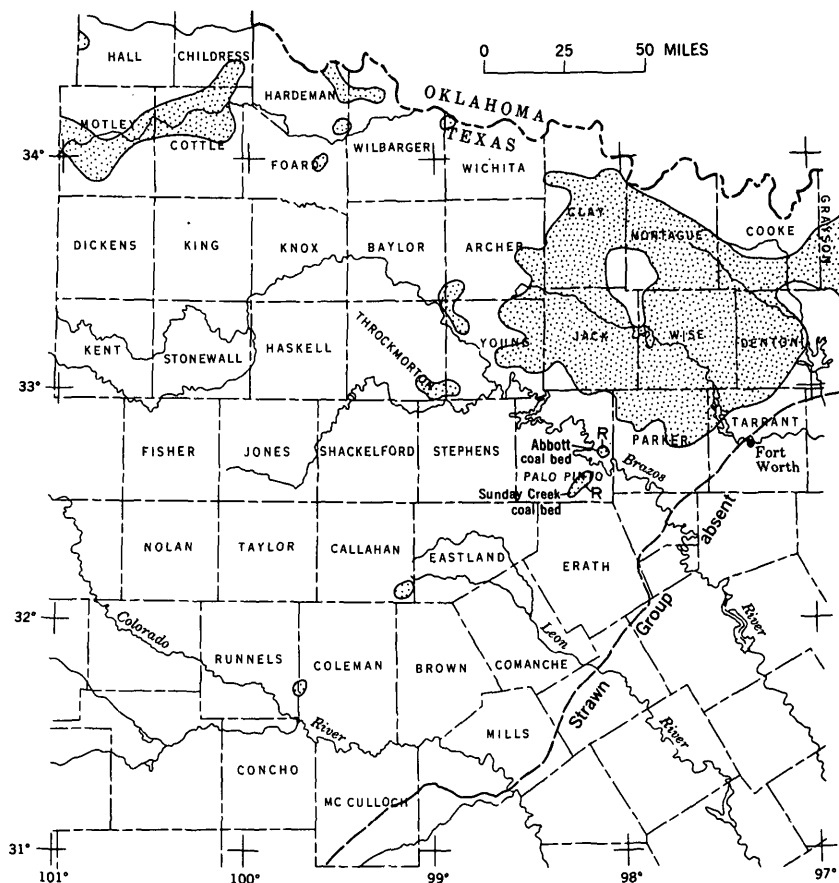 0 25 50 MILES
HALL CHILDRESS
HARDEMAN
OKLAHOMA
TEXAS
MOTLEY
COTTLE
34°
FOARD
WILBARGER
WICHITA
CLAY
MONTAGUE
COOKE
GRAYSON
DICKENS KING KNOX BAYLOR ARCHER
KENT STONEWALL HASKELL THROCKMORTON YOUNG JACK WISE DENTON
33°
FISHER JONES SHACKELFORD STEPHENS
PARKER TARRANT
Fort
Worth
R
Abbott
coal bed
PALO PINTO
Brazos
Sunday Creek
coal bed
R
absent
NOLAN TAYLOR CALLAHAN EASTLAND ERATH
32°
Colorado
Leon
Group
River
RUNNELS COLEMAN BROWN COMANCHE
Strawn
River
MILLS
River
CONCHO
MC CULLOCH
31°
101° 100° 99° 98° 97°